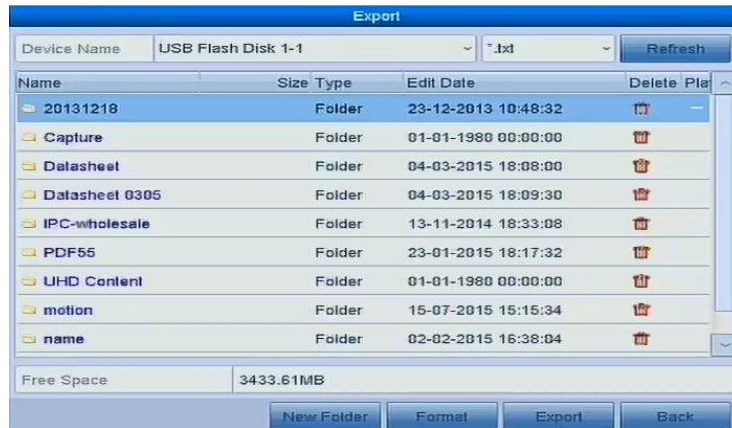 Export
Device Name USB Flash Disk 1-1 *.txt Refresh
Name Size Type Edit Date Delete Pla
20131218 Folder 23-12-2013 10:48:32
Capture Folder 01-01-1980 00:00:00
Datasheet Folder 04-03-2015 18:08:00
Datasheet 0305 Folder 04-03-2015 18:09:30
IPC-wholesale Folder 13-11-2014 18:33:08
PDF55 Folder 23-01-2015 18:17:32
UHD Content Folder 01-01-1980 00:00:00
motion Folder 15-07-2015 15:15:34
name Folder 02-02-2015 16:38:04
Free Space 3433.61MB
New Folder Format Export Back